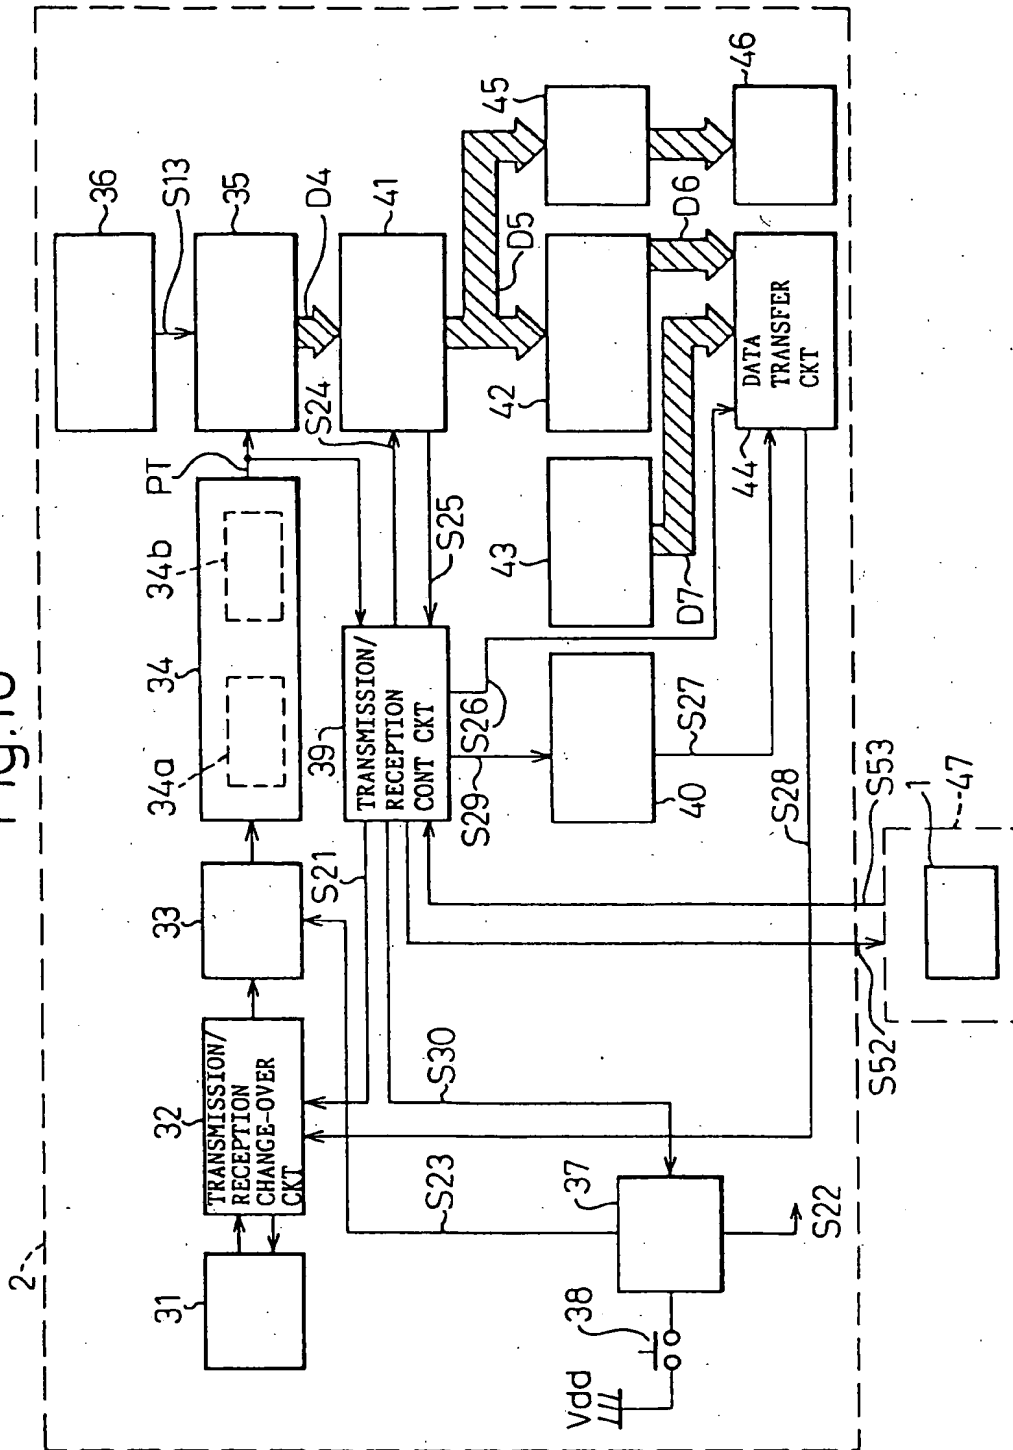 2
31
TRANSMISSION/
RECEPTION
CHANGE-OVER
CKT
32
33
34
34a
34b
PT
35
S13
36
S21
S23
S30
39
TRANSMISSION/
RECEPTION
CONT CKT
S24
S25
D4
41
S26
S29
40
S27
43
D7
42
D5
45
D6
46
44
DATA
TRANSFER
CKT
S28
37
38
Vdd
S22
S52
S53
1
47